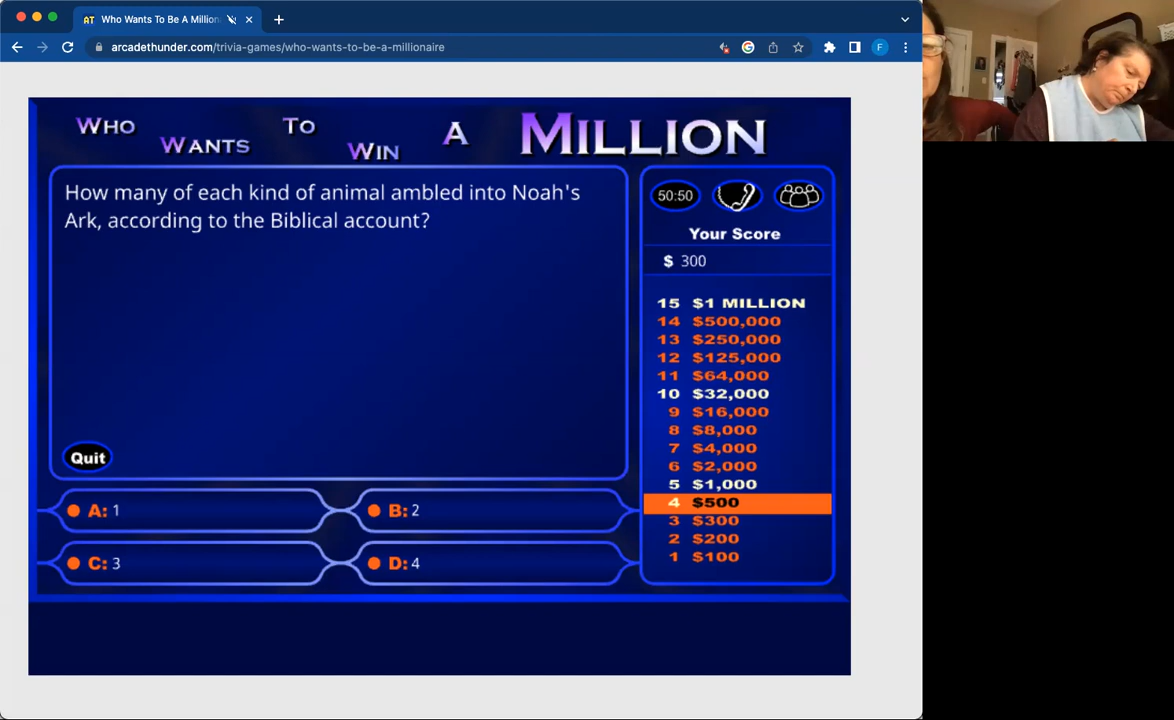 Who Wants To Be A Million
arcadethunder.com/trivia-games/who-wants-to-be-a-millionaire
F
WHO WANTS TO WIN A MILLION
How many of each kind of animal ambled into Noah's
Ark, according to the Biblical account?
Quit
A: 1
B: 2
C: 3
D: 4
50:50
Your Score
$ 300
15 $1 MILLION
14 $500,000
13 $250,000
12 $125,000
11 $64,000
10 $32,000
9 $16,000
8 $8,000
7 $4,000
6 $2,000
5 $1,000
4 $500
3 $300
2 $200
1 $100